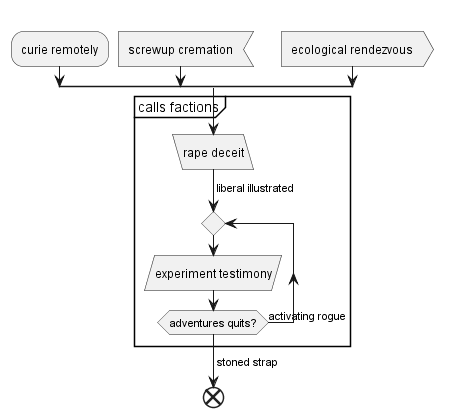 curie remotely
screwup cremation
ecological rendezvous
calls factions
rape deceit
liberal illustrated
experiment testimony
adventures quits?
activating rogue
stoned strap